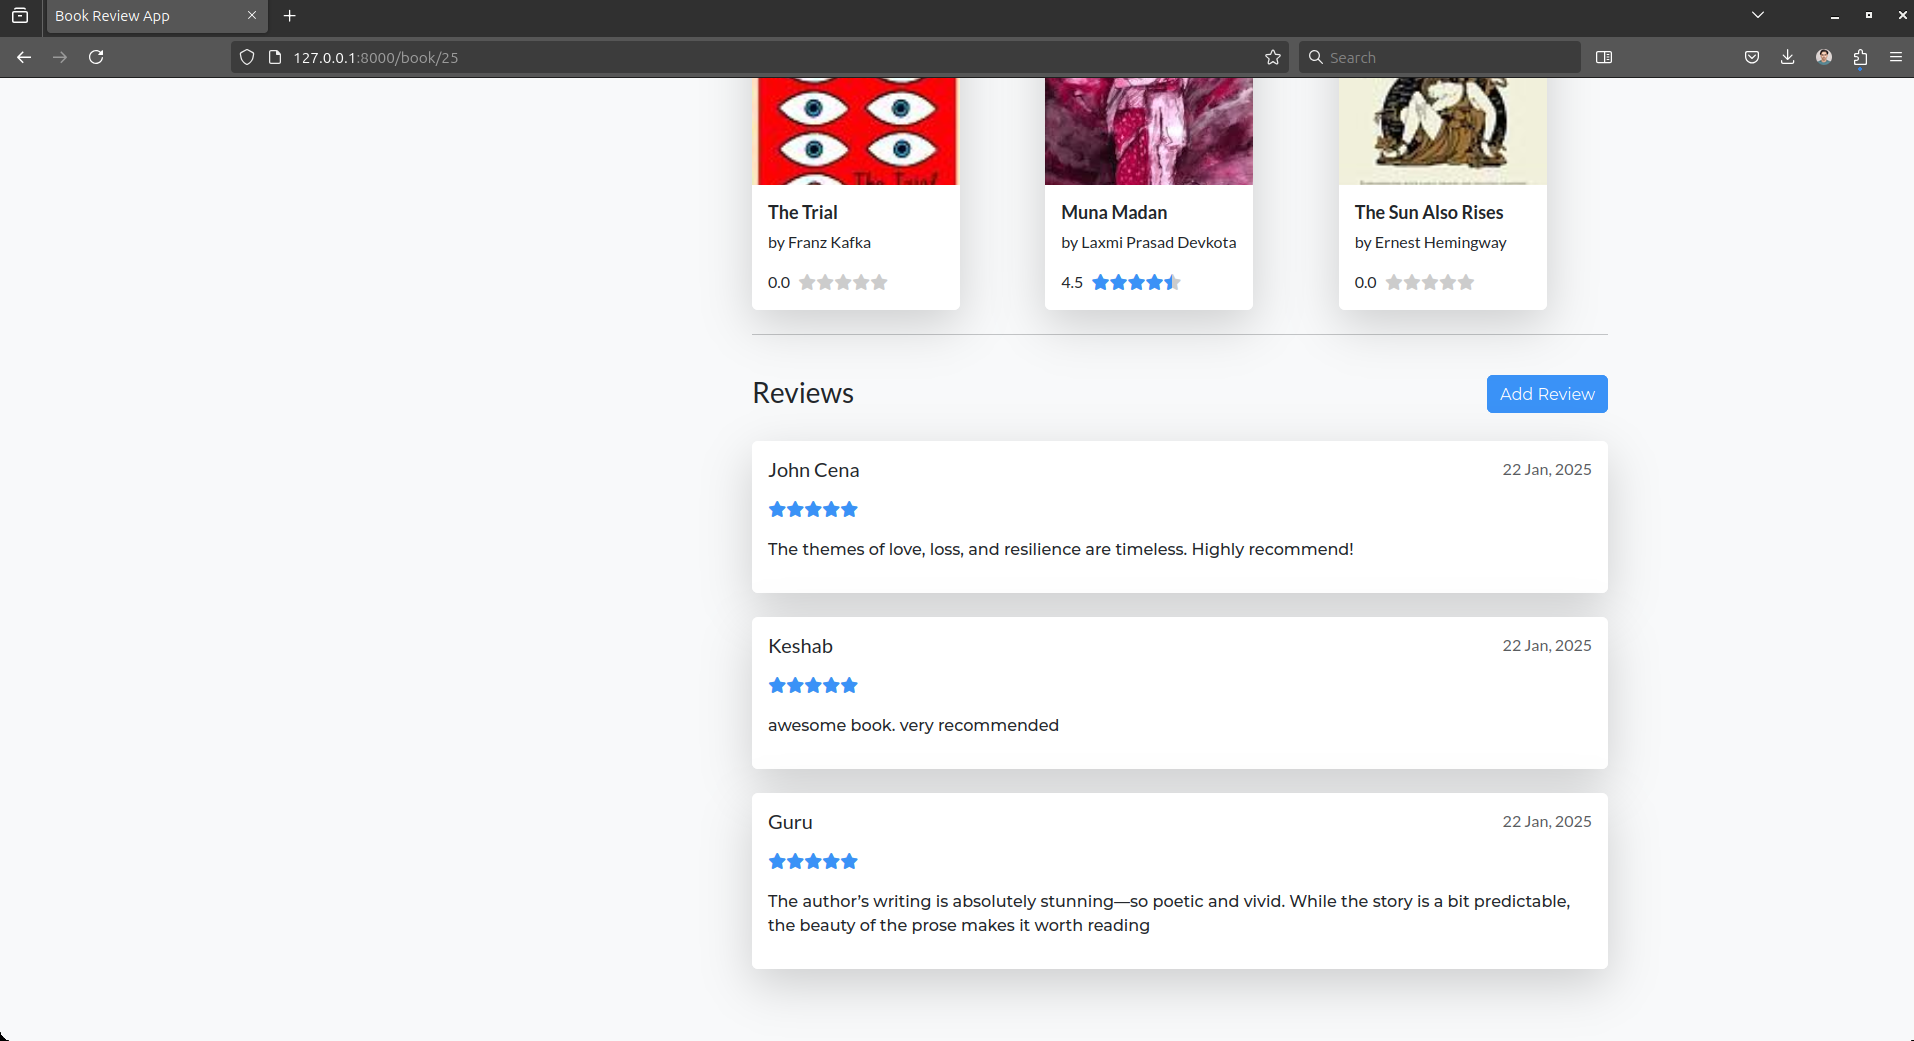 Book Review App
127.0.0.1:8000/book/25
Search
The Trial
The Trial
by Franz Kafka
0.0
Muna Madan
by Laxmi Prasad Devkota
4.5
The Sun Also Rises
by Ernest Hemingway
0.0
Reviews
Add Review
John Cena
22 Jan, 2025
The themes of love, loss, and resilience are timeless. Highly recommend!
Keshab
22 Jan, 2025
awesome book. very recommended
Guru
22 Jan, 2025
The author’s writing is absolutely stunning—so poetic and vivid. While the story is a bit predictable,
the beauty of the prose makes it worth reading